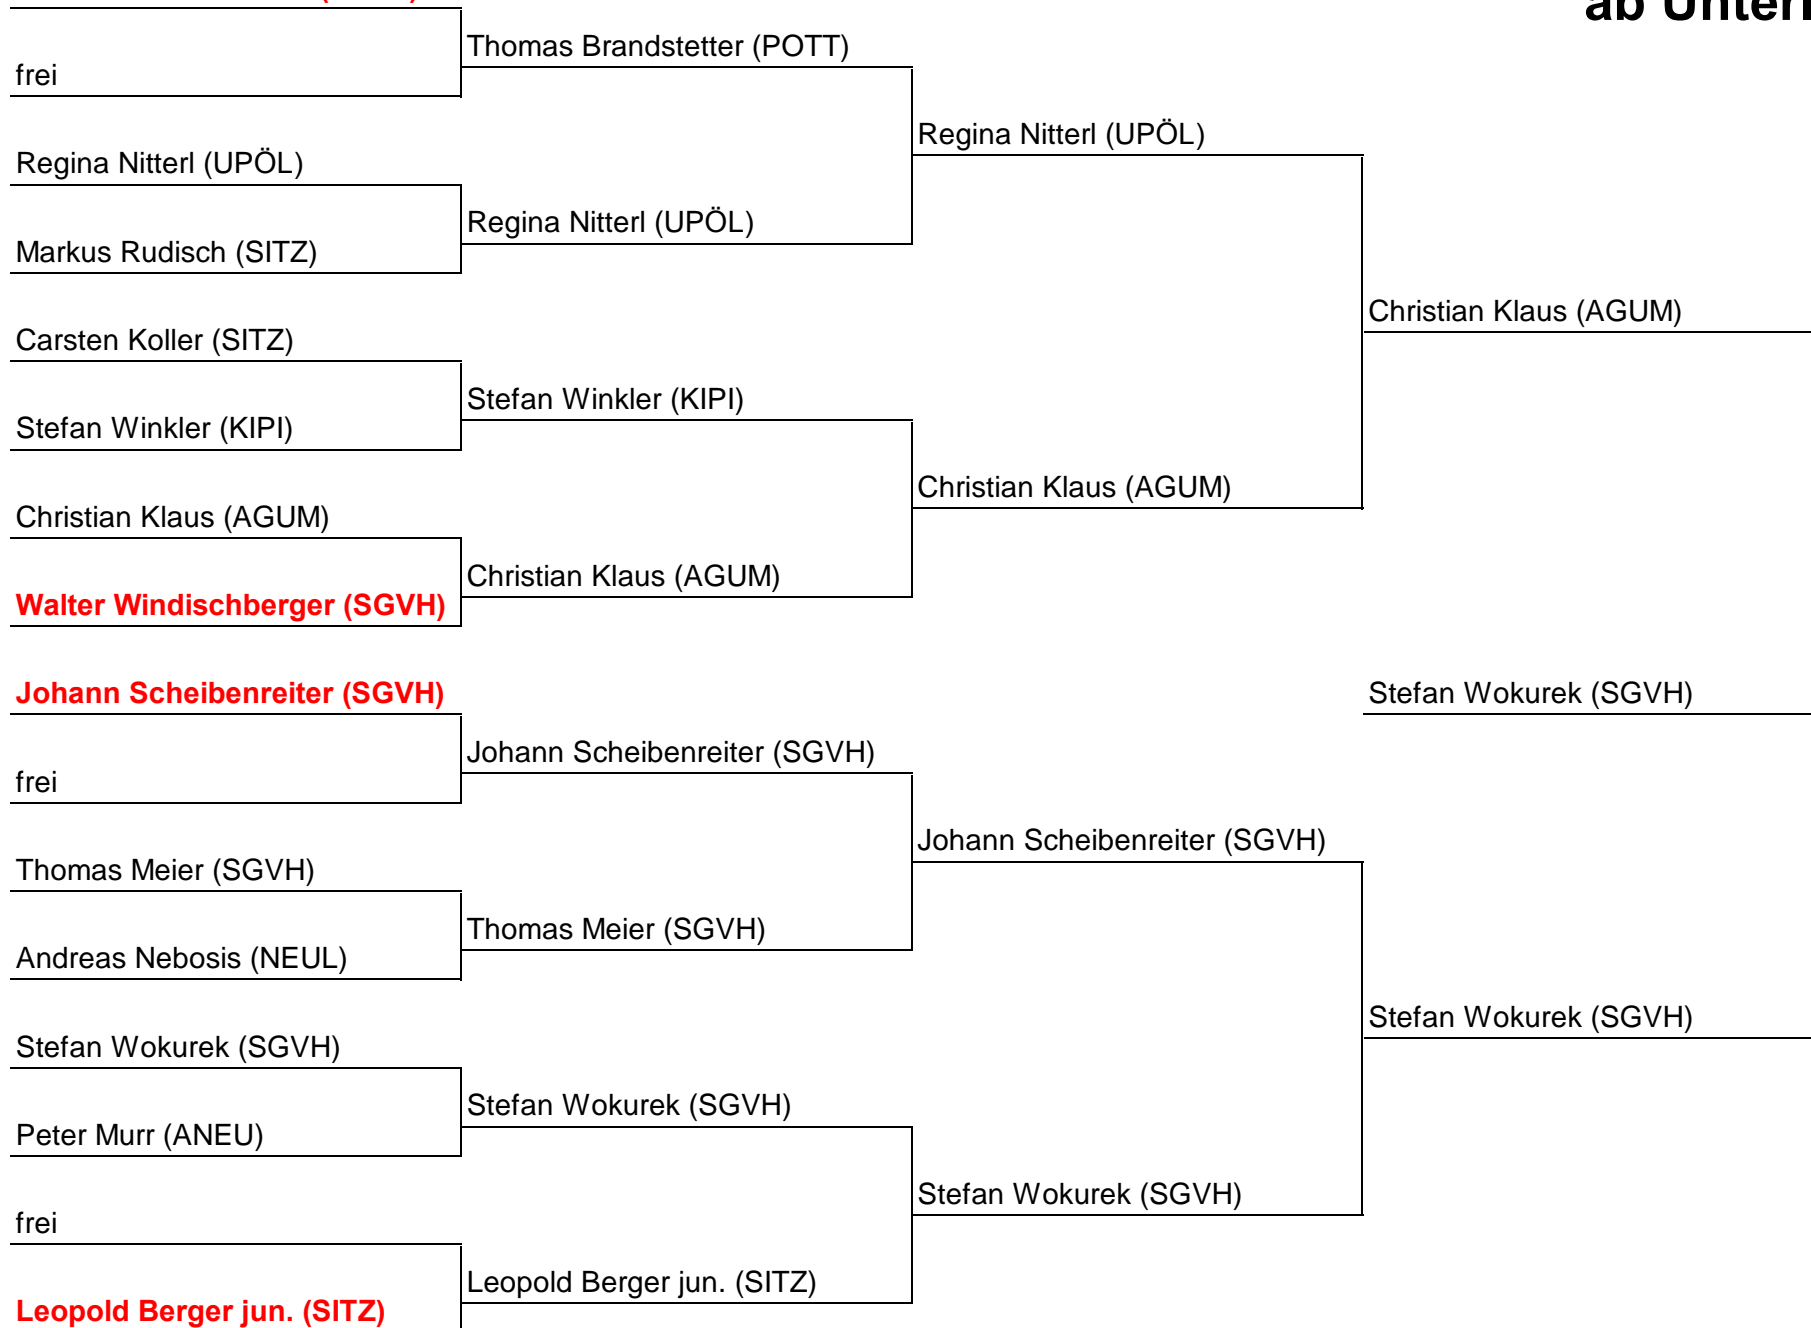 frei
Thomas Brandstetter (POTT)
Regina Nitterl (UPÖL)
Regina Nitterl (UPÖL)
Regina Nitterl (UPÖL)
Markus Rudisch (SITZ)
Christian Klaus (AGUM)
Carsten Koller (SITZ)
Stefan Winkler (KIPI)
Stefan Winkler (KIPI)
Christian Klaus (AGUM)
Christian Klaus (AGUM)
Christian Klaus (AGUM)
Walter Windischberger (SGVH)
Johann Scheibenreiter (SGVH)
Stefan Wokurek (SGVH)
Johann Scheibenreiter (SGVH)
frei
Johann Scheibenreiter (SGVH)
Thomas Meier (SGVH)
Thomas Meier (SGVH)
Andreas Nebosis (NEUL)
Stefan Wokurek (SGVH)
Stefan Wokurek (SGVH)
Stefan Wokurek (SGVH)
Peter Murr (ANEU)
Stefan Wokurek (SGVH)
frei
Leopold Berger jun. (SITZ)
Leopold Berger jun. (SITZ)